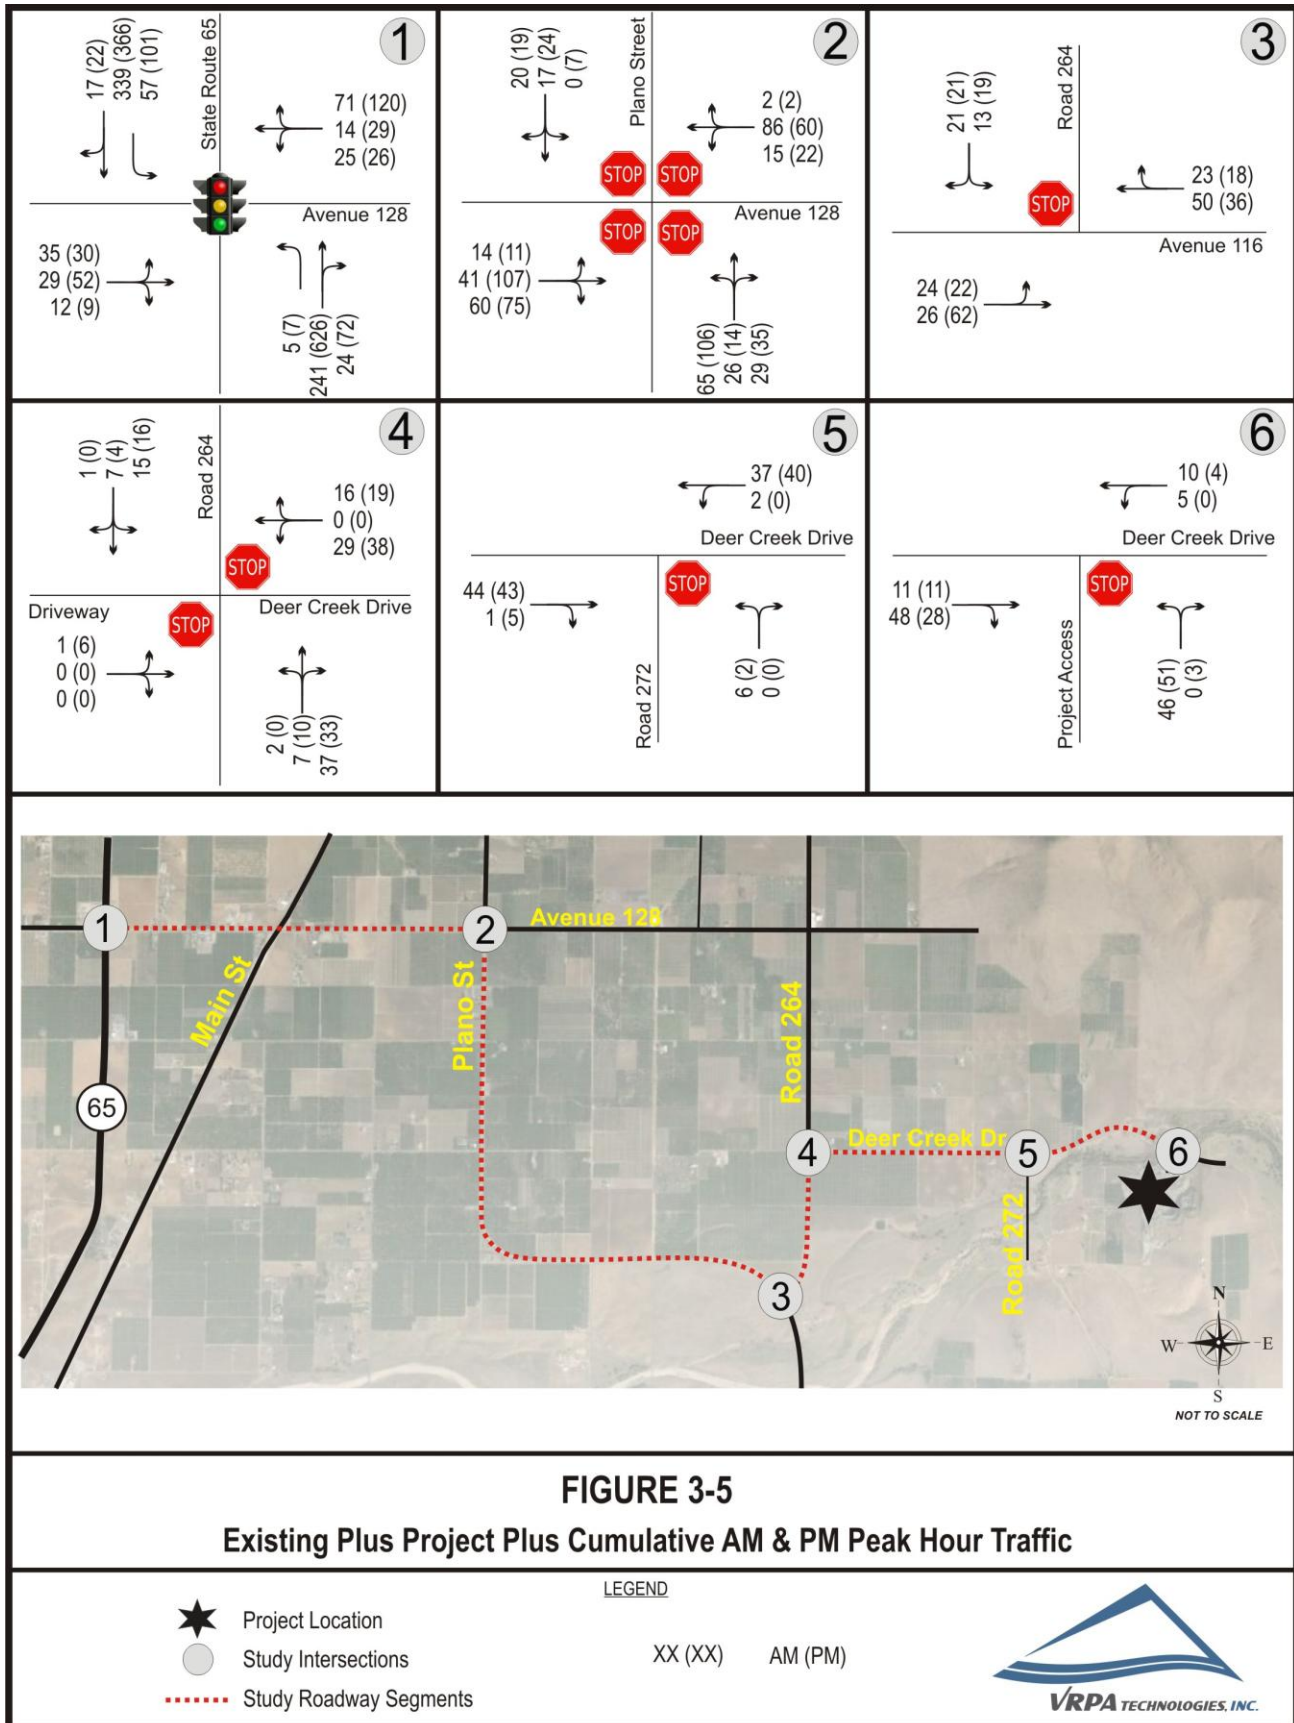 1
State Route 65
17 (22)
339 (366)
57 (101)
71 (120)
14 (29)
25 (26)
Avenue 128
35 (30)
29 (52)
12 (9)
5 (7)
241 (626)
24 (72)
2
Plano Street
20 (19)
17 (24)
0 (7)
2 (2)
86 (60)
15 (22)
STOP
STOP
Avenue 128
STOP
STOP
14 (11)
41 (107)
60 (75)
65 (106)
26 (14)
29 (35)
3
Road 264
21 (21)
13 (19)
23 (18)
50 (36)
STOP
Avenue 116
24 (22)
26 (62)
4
Road 264
1 (0)
7 (4)
15 (16)
16 (19)
0 (0)
29 (38)
STOP
Driveway
Deer Creek Drive
STOP
1 (6)
0 (0)
0 (0)
2 (0)
7 (10)
37 (33)
5
37 (40)
2 (0)
Deer Creek Drive
STOP
44 (43)
1 (5)
Road 272
6 (2)
0 (0)
6
10 (4)
5 (0)
Deer Creek Drive
STOP
11 (11)
48 (28)
Project Access
46 (51)
0 (3)
1
2
Avenue 128
Main St
Plano St
Road 264
65
4
Deer Creek Dr
5
6
Road 272
3
N
W
E
S
NOT TO SCALE
FIGURE 3-5
Existing Plus Project Plus Cumulative AM & PM Peak Hour Traffic
LEGEND
Project Location
Study Intersections
XX (XX) AM (PM)
Study Roadway Segments
VRPA TECHNOLOGIES, INC.